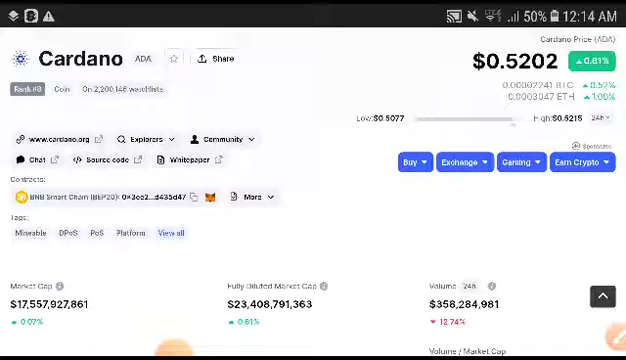 50% 12:14 AM
Cardano ADA Share
Rank #8 Coin On 2,200,146 watchlists
Cardano Price (ADA)
$0.5202 0.61%
0.00002241 BTC 0.52%
0.0003047 ETH 1.00%
Low: $0.5077 High: $0.5215 24h
www.cardano.org Explorers Community
Chat Source code Whitepaper
Sponsored
Buy Exchange Gaming Earn Crypto
Contracts:
BNB Smart Chain (BEP20): 0x3ee2...d435d47 More
Tags:
Mineable DPoS PoS Platform View all
Market Cap
$17,557,927,861
0.07%
Fully Diluted Market Cap
$23,408,791,363
0.61%
Volume 24h
$358,284,981
12.74%
Volume / Market Cap